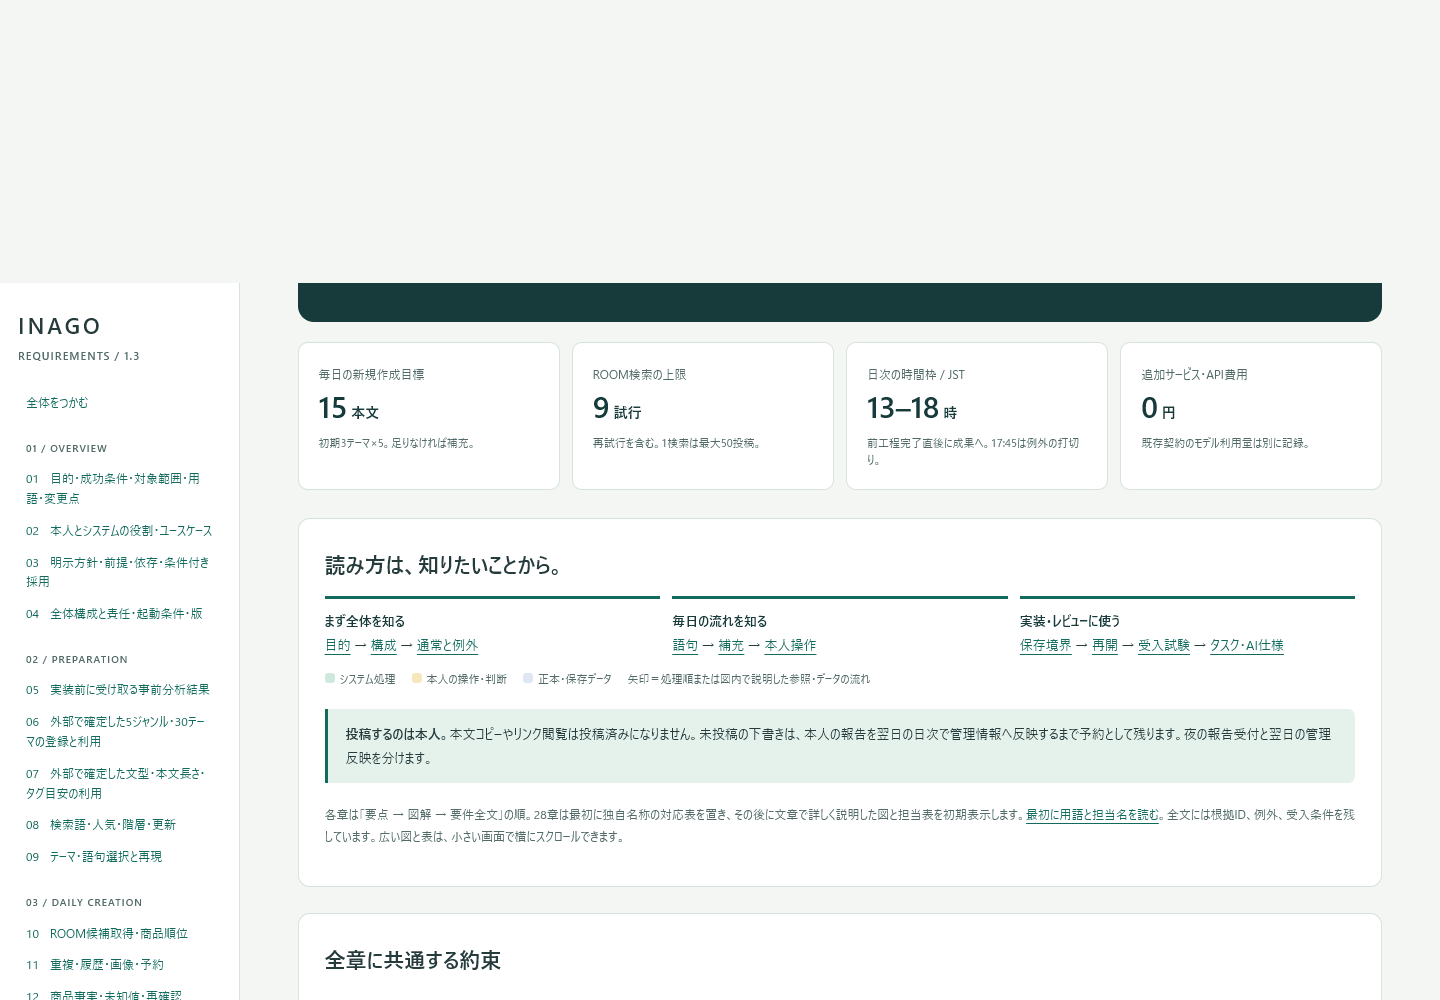 INAGO
REQUIREMENTS / 1.3
全体をつかむ
01 / OVERVIEW
01 目的・成功条件・対象範囲・用
語・変更点
02 本人とシステムの役割・ユースケース
03 明示方針・前提・依存・条件付き
採用
04 全体構成と責任・起動条件・版
02 / PREPARATION
05 実装前に受け取る事前分析結果
06 外部で確定した5ジャンル・30テー
マの登録と利用
07 外部で確定した文型・本文長さ・
タグ目安の利用
08 検索語・人気・階層・更新
09 テーマ・語句選択と再現
03 / DAILY CREATION
10 ROOM候補取得・商品順位
11 重複・履歴・画像・予約
12 商品事実・未知値・再確認
毎日の新規作成目標
15 本文
初期3テーマ×5。足りなければ補充。
ROOM検索の上限
9 試行
再試行を含む。1検索は最大50投稿。
日次の時間枠 / JST
13–18 時
前工程完了直後に成果へ。17:45は例外の打切
り。
追加サービス・API費用
0 円
既存契約のモデル利用量は別に記録。
読み方は、知りたいことから。
まず全体を知る
目的 → 構成 → 通常と例外
毎日の流れを知る
語句 → 補充 → 本人操作
実装・レビューに使う
保存境界 → 再開 → 受入試験 → タスク・AI仕様
システム処理 本人の操作・判断 正本・保存データ 矢印＝処理順または図内で説明した参照・データの流れ
投稿するのは本人。本文コピーやリンク閲覧は投稿済みになりません。未投稿の下書きは、本人の報告を翌日の日次で管理情報へ反映するまで予約として残ります。夜の報告受付と翌日の管理
反映を分けます。
各章は「要点 → 図解 → 要件全文」の順。28章は最初に独自名称の対応表を置き、その後に文章で詳しく説明した図と担当表を初期表示します。最初に用語と担当名を読む。全文には根拠ID、例外、受入条件を残
しています。広い図と表は、小さい画面で横にスクロールできます。
全章に共通する約束